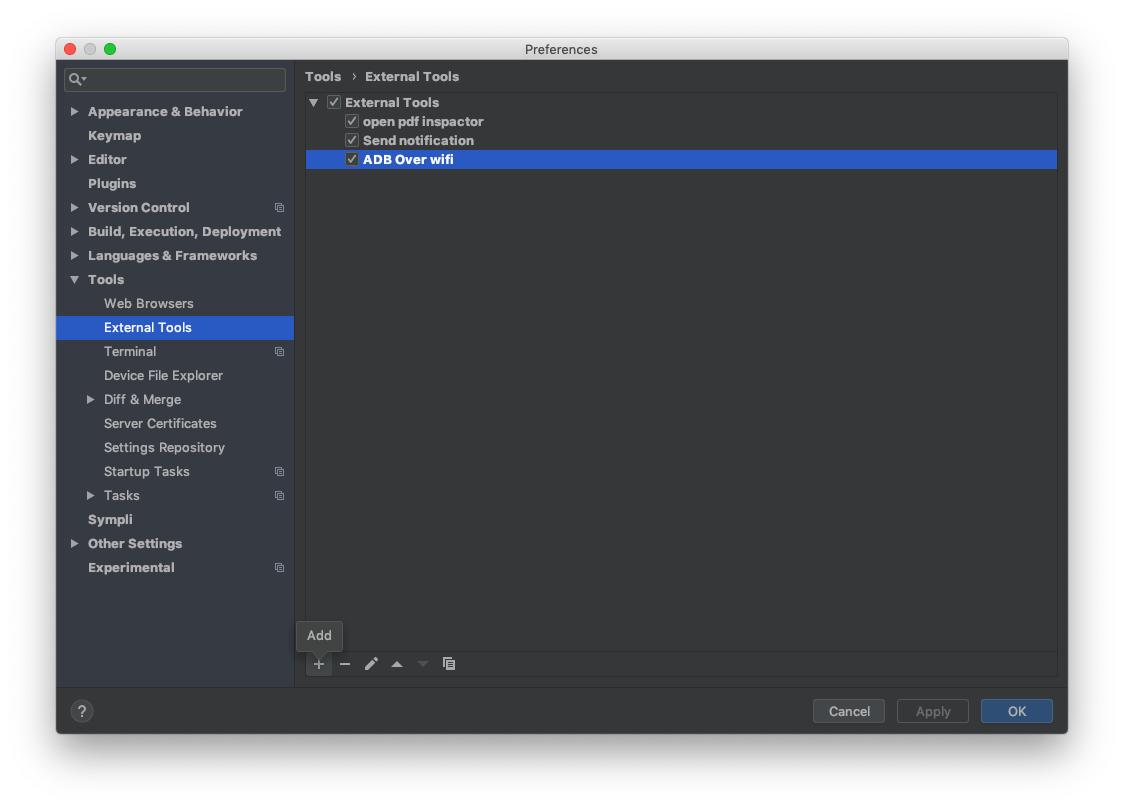 Preferences
Appearance & Behavior
Keymap
Editor
Plugins
Version Control
Build, Execution, Deployment
Languages & Frameworks
Tools
Web Browsers
External Tools
Terminal
Device File Explorer
Diff & Merge
Server Certificates
Settings Repository
Startup Tasks
Tasks
Sympli
Other Settings
Experimental
Tools › External Tools
External Tools
open pdf inspactor
Send notification
ADB Over wifi
Add
?
Cancel
Apply
OK